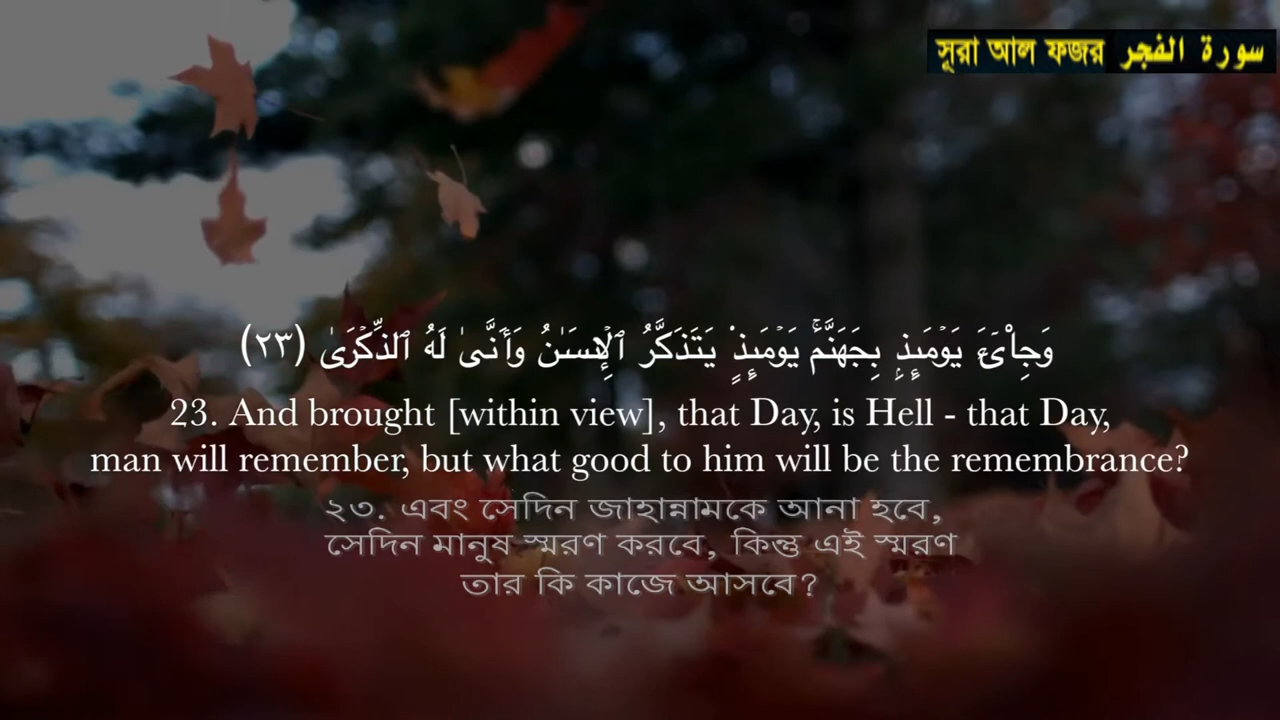 সূরা আল ফজর سورة الفجر
وَجِا۟ىٓءَ يَوْمَئِذٍۭ بِجَهَنَّمَ ۚ يَوْمَئِذٍۢ يَتَذَكَّرُ ٱلْإِنسَـٰنُ وَأَنَّىٰ لَهُ ٱلذِّكْرَىٰ (٢٣)
23. And brought [within view], that Day, is Hell - that Day,
man will remember, but what good to him will be the remembrance?
২৩. এবং সেদিন জাহান্নামকে আনা হবে,
সেদিন মানুষ স্মরণ করবে, কিন্তু এই স্মরণ
তার কি কাজে আসবে?